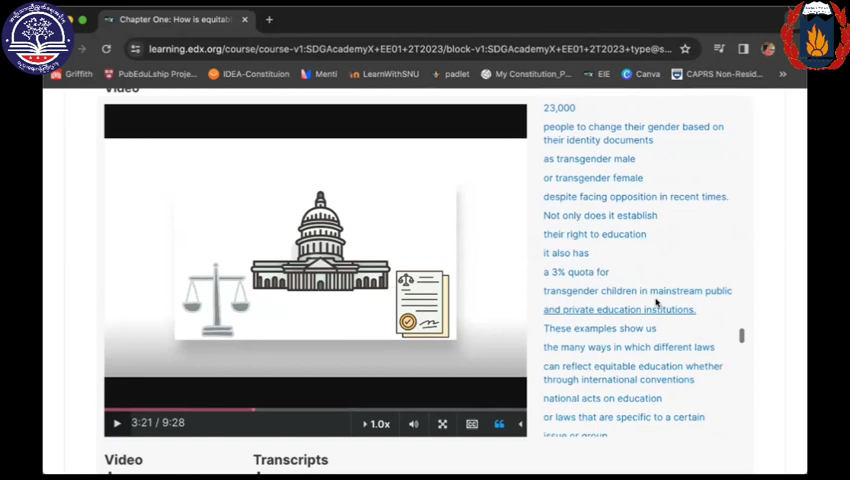 Chapter One: How is equitabl
learning.edx.org/course/course-v1:SDGAcademyX+EE01+2T2023/block-v1:SDGAcademyX+EE01+2T2023+type@s...
Griffith
PubEduLship Proje...
IDEA-Constituion
Menti
LearnWithSNU
padlet
My Constitution_P...
EIE
Canva
CAPRS Non-Resid...
Video
23,000
people to change their gender based on
their identity documents
as transgender male
or transgender female
despite facing opposition in recent times.
Not only does it establish
their right to education
it also has
a 3% quota for
transgender children in mainstream public
and private education institutions.
These examples show us
the many ways in which different laws
can reflect equitable education whether
through international conventions
national acts on education
or laws that are specific to a certain
issue or group
3:21 / 9:28
1.0x
Video
Transcripts